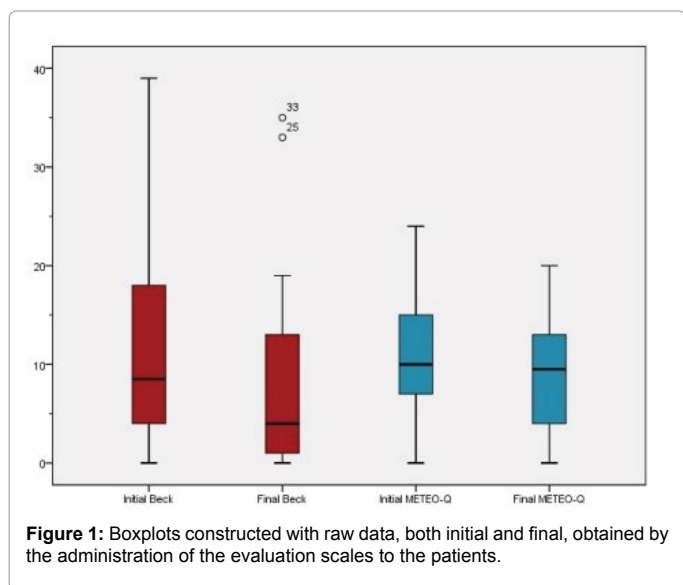 40
33
25
30
20
10
0
Initial Beck
Final Beck
Initial METEO-Q
Final METEO-Q
Figure 1: Boxplots constructed with raw data, both initial and final, obtained by
the administration of the evaluation scales to the patients.